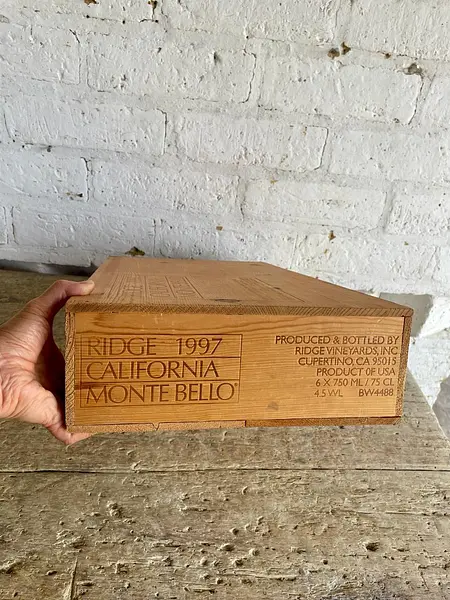 RIDGE 1997
CALIFORNIA
MONTE BELLO®
PRODUCED & BOTTLED BY
RIDGE VINEYARDS, INC
CUPERTINO, CA 95015
PRODUCT OF USA
6 X 750 ML / 75 CL
4.5 WL BW4488